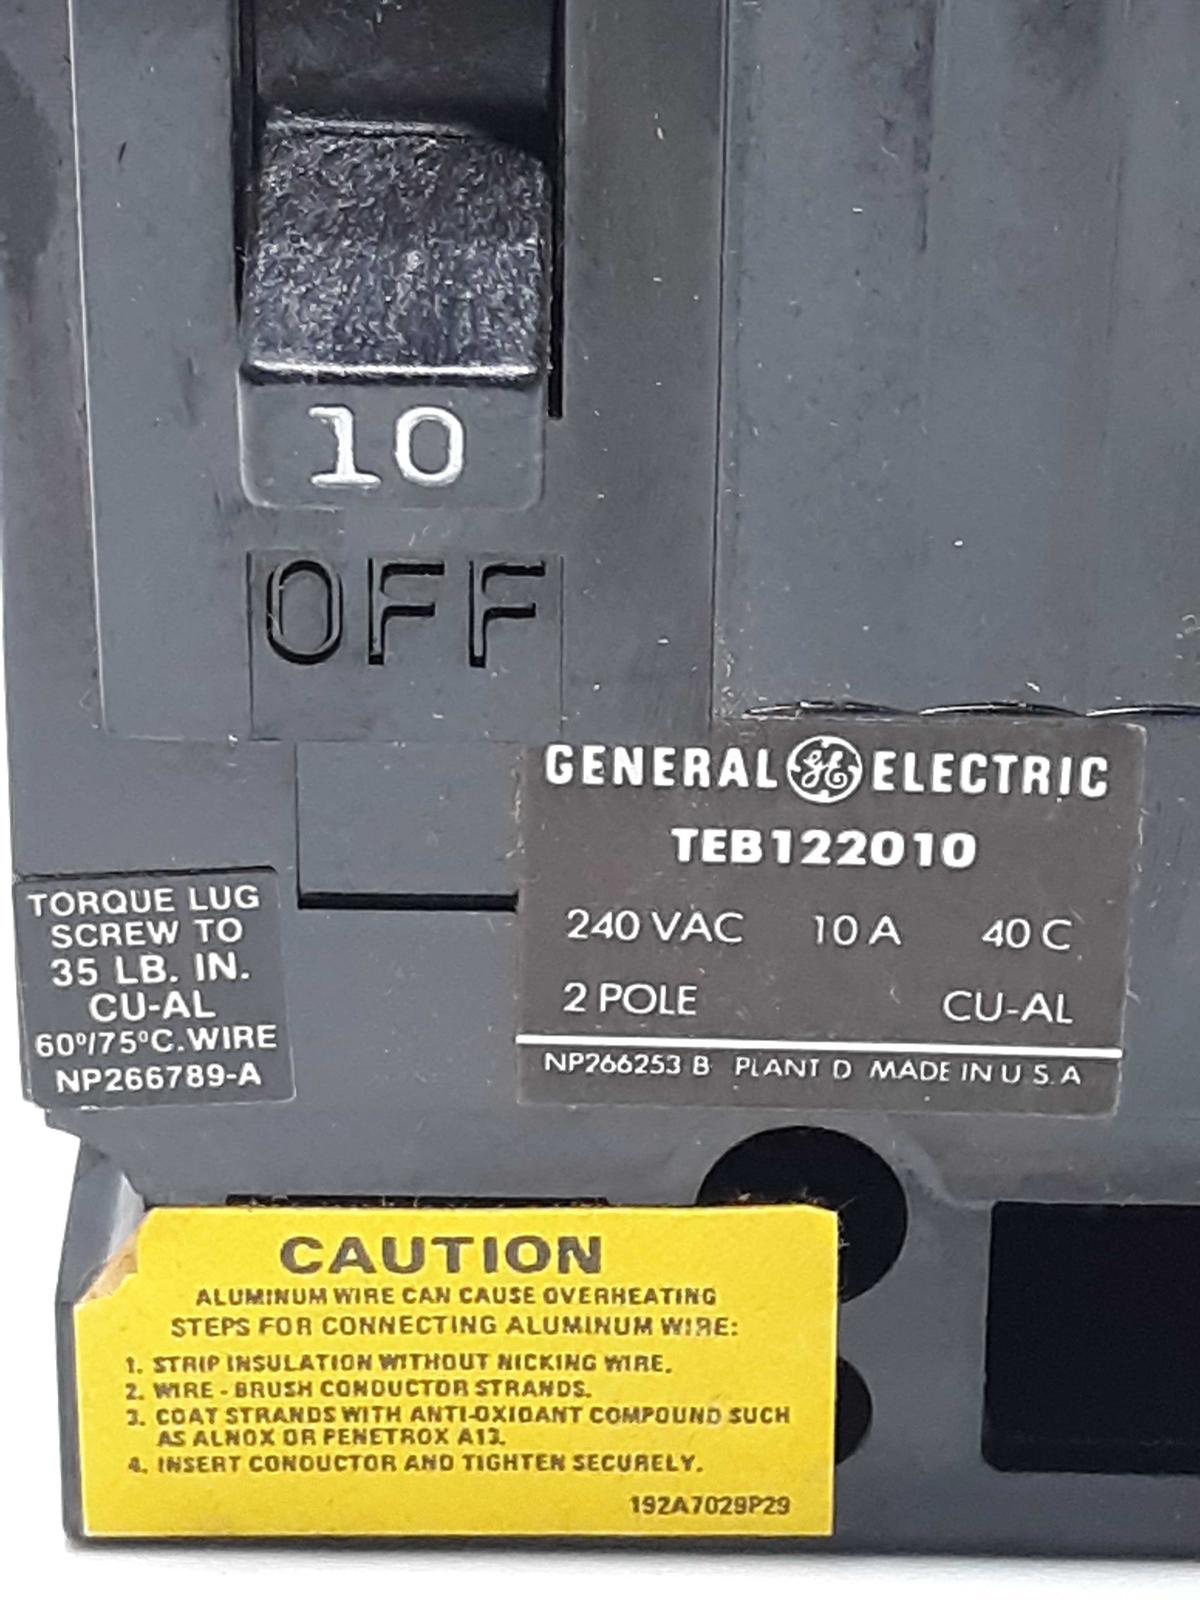 10
OFF
GENERAL GE ELECTRIC
TEB122010
240 VAC 10 A 40 C
2 POLE CU-AL
NP266253 B PLANT D MADE IN U.S.A
TORQUE LUG
SCREW TO
35 LB. IN.
CU-AL
60°/75°C.WIRE
NP266789-A
CAUTION
ALUMINUM WIRE CAN CAUSE OVERHEATING
STEPS FOR CONNECTING ALUMINUM WIRE:
1. STRIP INSULATION WITHOUT NICKING WIRE.
2. WIRE-BRUSH CONDUCTOR STRANDS.
3. COAT STRANDS WITH ANTI-OXIDANT COMPOUND SUCH
AS ALNOX OR PENETROX A13.
4. INSERT CONDUCTOR AND TIGHTEN SECURELY.
192A7029P29